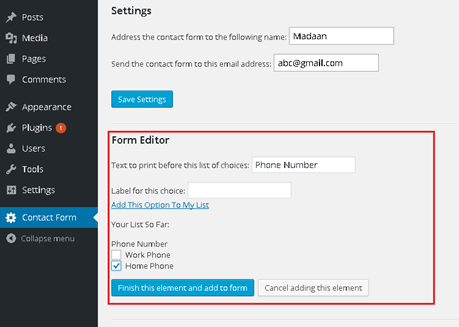 Posts
Media
Pages
Comments
Appearance
Plugins 1
Users
Tools
Settings
Contact Form
Collapse menu
Settings
Address the contact form to the following name: Madaan
Send the contact form to this email address: abc@gmail.com
Save Settings
Form Editor
Text to print before this list of choices: Phone Number
Label for this choice:
Add This Option To My List
Your List So Far:
Phone Number
Work Phone
Home Phone
Finish this element and add to form Cancel adding this element